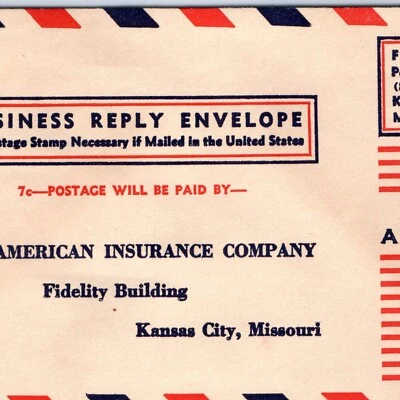 SINESS REPLY ENVELOPE
tage Stamp Necessary if Mailed in the United States
7c—POSTAGE WILL BE PAID BY—
AMERICAN INSURANCE COMPANY
Fidelity Building
Kansas City, Missouri
F
P
(
K
M
A